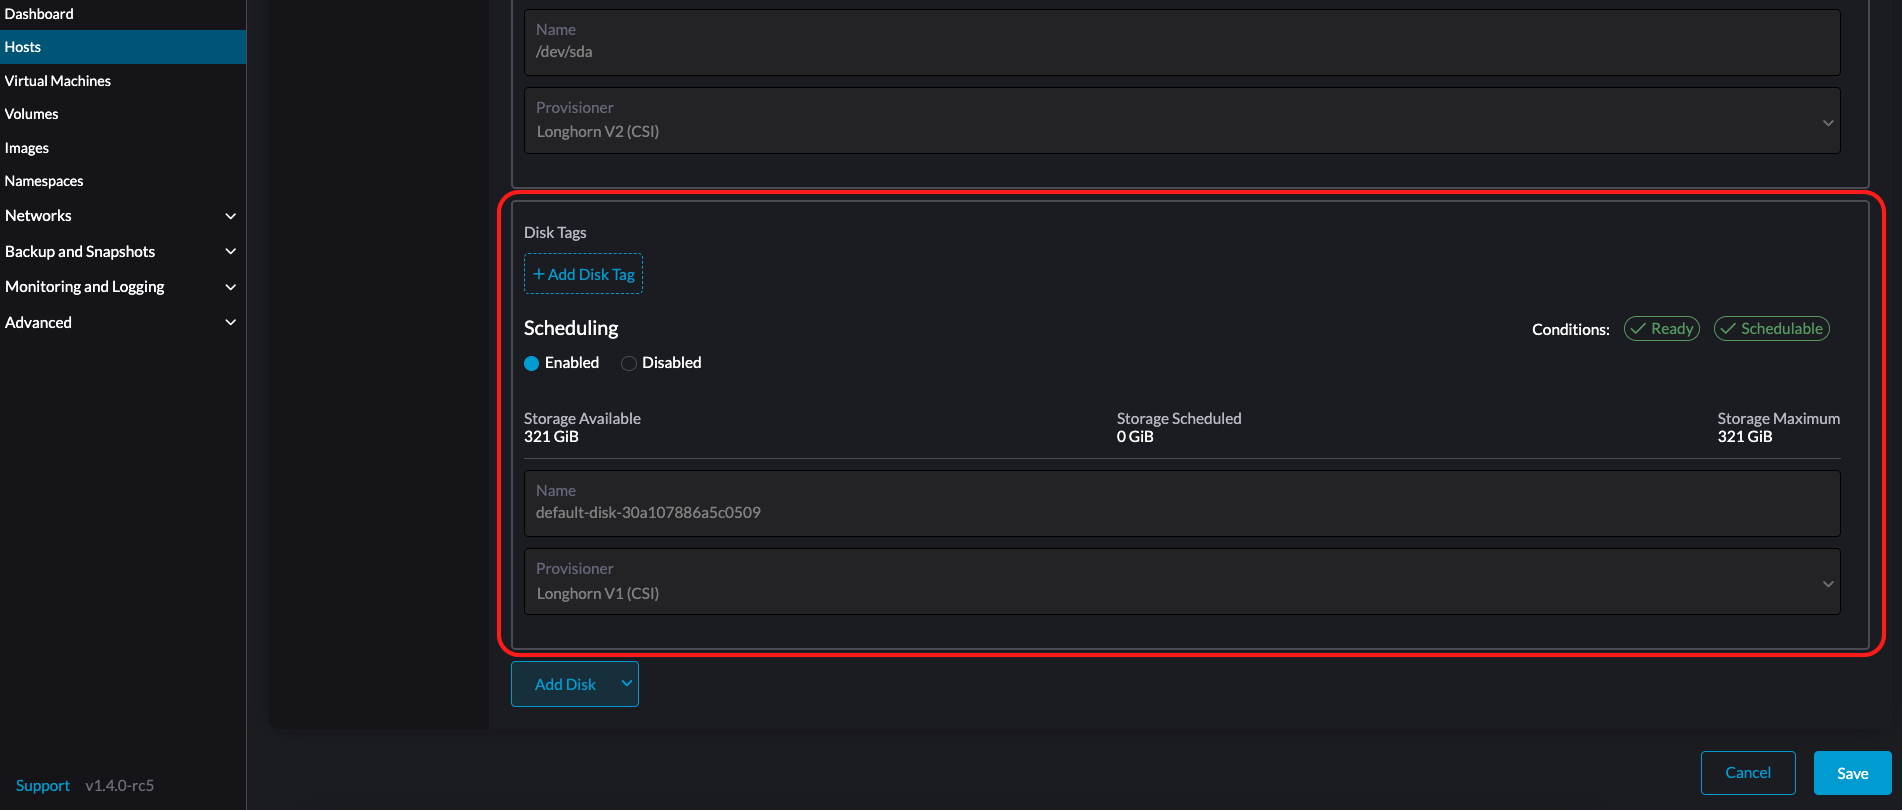 Dashboard
Hosts
Virtual Machines
Volumes
Images
Namespaces
Networks
Backup and Snapshots
Monitoring and Logging
Advanced
Support v1.4.0-rc5
Name
/dev/sda
Provisioner
Longhorn V2 (CSI)
Disk Tags
+ Add Disk Tag
Scheduling
Conditions: Ready Schedulable
Enabled Disabled
Storage Available Storage Scheduled Storage Maximum
321 GiB 0 GiB 321 GiB
Name
default-disk-30a107886a5c0509
Provisioner
Longhorn V1 (CSI)
Add Disk
Cancel Save